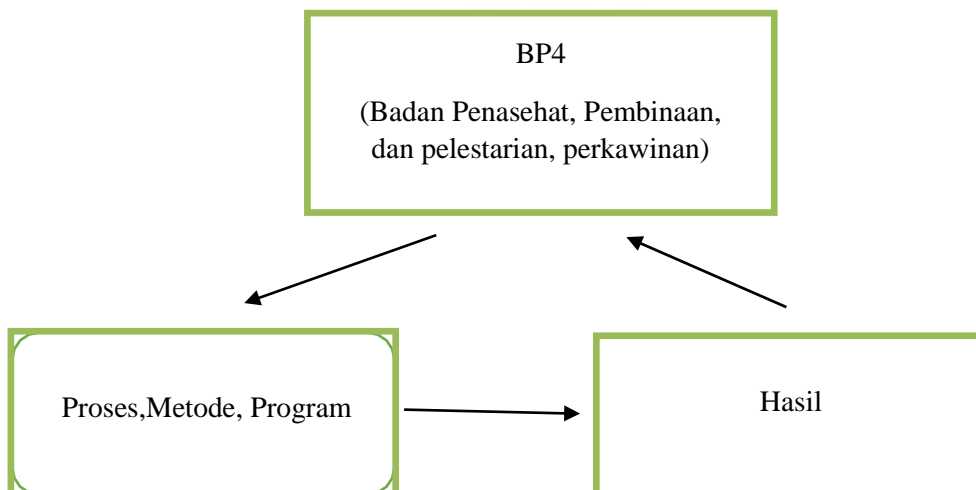 BP4
(Badan Penasehat, Pembinaan,
dan pelestarian, perkawinan)
Proses,Metode, Program
Hasil